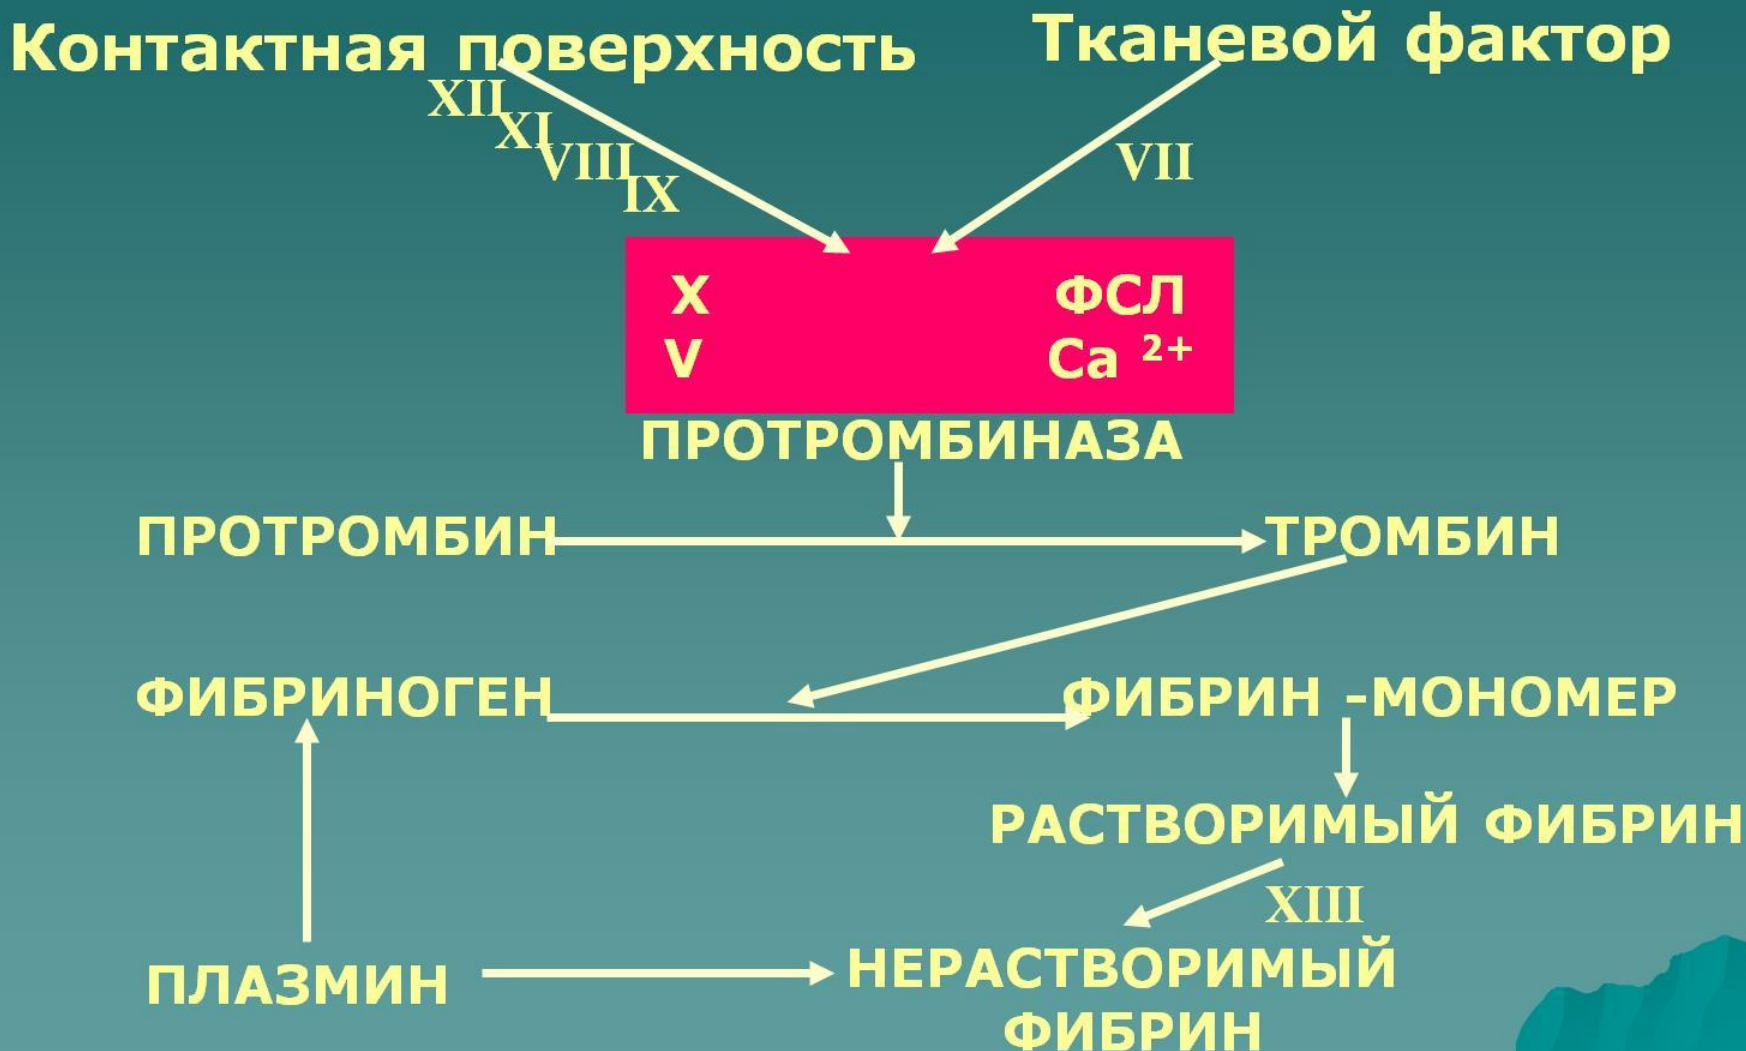 Контактная поверхность
Тканевой фактор
XII
XI
VIII
IX
VII
X ФСЛ
V Ca 2+
ПРОТРОМБИНАЗА
ПРОТРОМБИН ТРОМБИН
ФИБРИНОГЕН ФИБРИН -МОНОМЕР
РАСТВОРИМЫЙ ФИБРИН
XIII
ПЛАЗМИН НЕРАСТВОРИМЫЙ
ФИБРИН